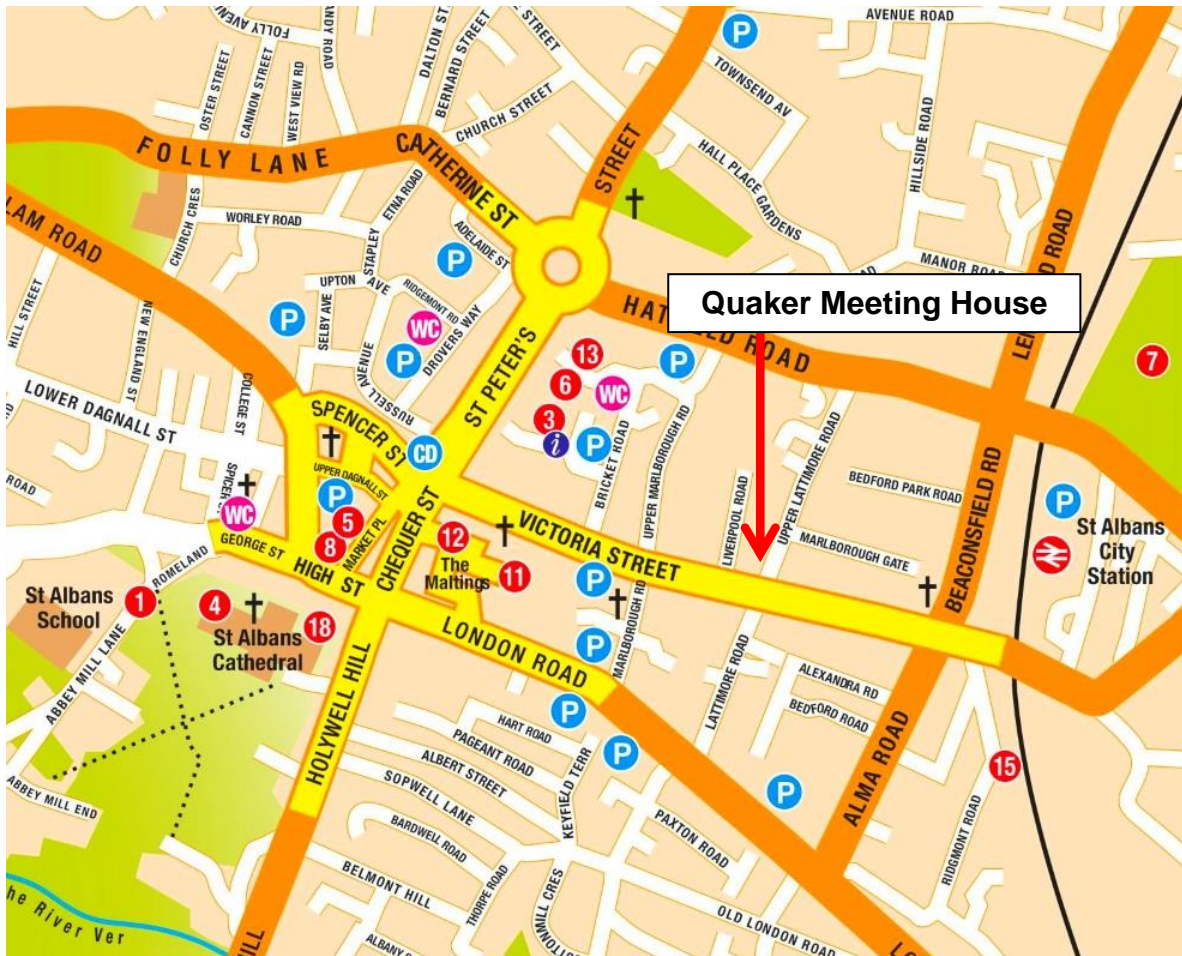 FOLLY AVENUE
FOLLY
DALTON STREET
BERNARD STREET
STREET
P
AVENUE ROAD
TOWNSEND AV
OSTER STREET
CANNON STREET
WEST VIEW RD
CHURCH STREET
HILLSIDE ROAD
FOLLY LANE
CATHERINE ST
STREET
HALL PLACE GARDENS
ETNA ROAD
WORLEY ROAD
CHURCH CRES
STAPLEY
ADELAIDE ST
P
MANOR ROAD
LAM ROAD
UPTON AVE
RIDGEMONT RD
Quaker Meeting House
HATFIELD ROAD
HILL STREET
NEW ENGLAND ST
SELBY AVE
P
WC
P
DROVERS WAY
RUSSELL AVENUE
ST PETER'S
13
6
WC
P
3
i
P
7
LOWER DAGNALL ST
COLLEGE ST
SPENCER ST
CD
BRICKET ROAD
UPPER MARLBOROUGH RD
LIVERPOOL ROAD
UPPER LATTIMORE ROAD
BEDFORD PARK ROAD
BEACONSFIELD RD
ROAD
UPPER DAGNALL ST
P
5
8
MARKET PL
CHEQUER ST
VICTORIA STREET
MARLBOROUGH GATE
P
St Albans
City
Station
WC
GEORGE ST
HIGH ST
12
The
Maltings
11
P
ROMELAND
St Albans
School
1
4
St Albans
Cathedral
18
LONDON ROAD
P
MARLBOROUGH RD
LATTIMORE ROAD
ABBEY MILL LANE
HOLYWELL HILL
ALEXANDRA RD
BEDFORD ROAD
ALMA ROAD
P
HART ROAD
PAGEANT ROAD
ALBERT STREET
P
SOPWELL LANE
KEYFIELD TERR
P
15
ABBEY MILL END
BARDWELL ROAD
PAXTON ROAD
RIDGMONT ROAD
BELMONT HILL
THORPE ROAD
OLD LONDON ROAD
he River Ver
ILL
ALBANY